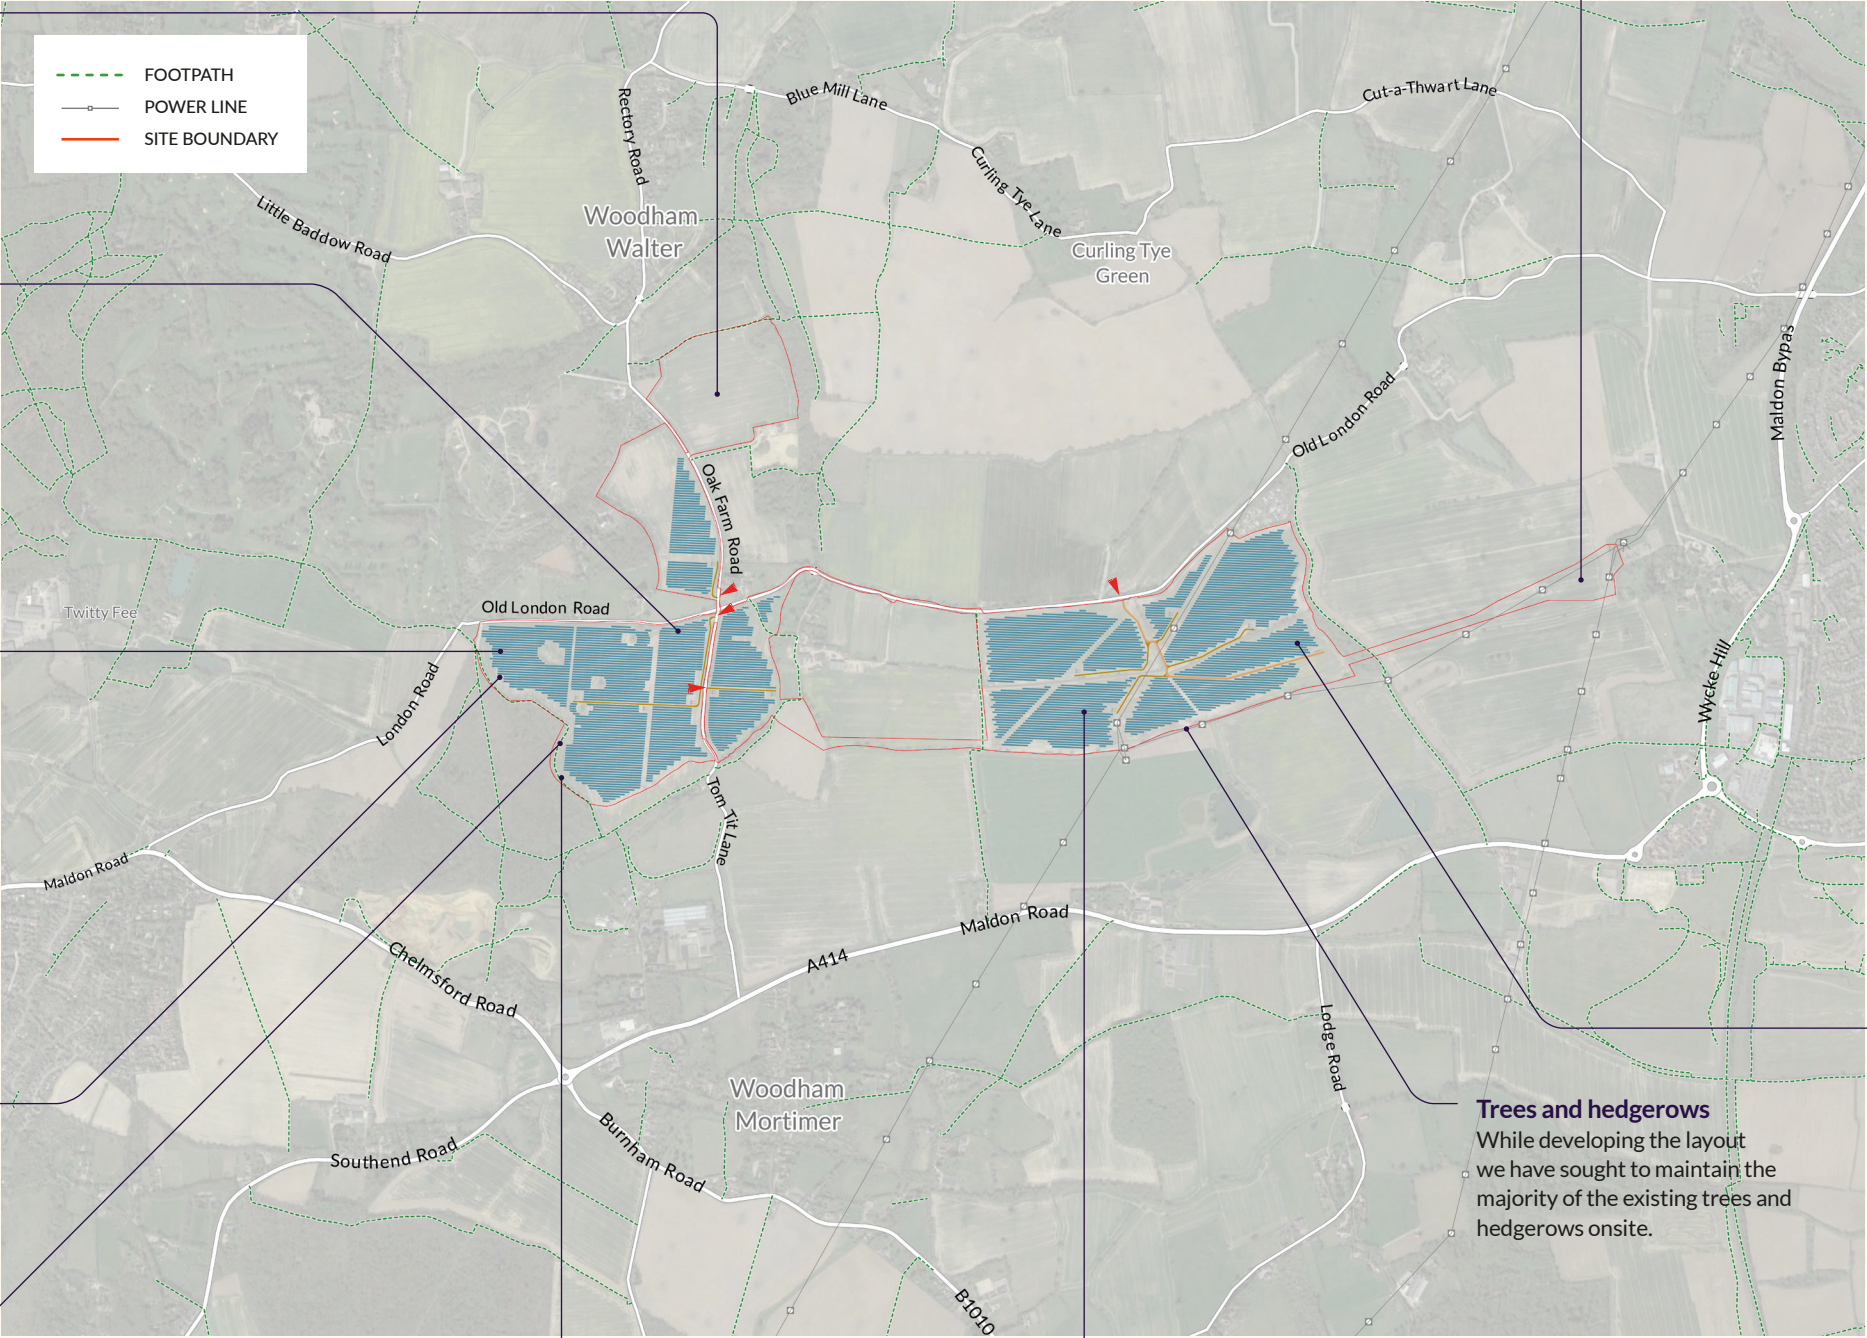 FOOTPATH
POWER LINE
SITE BOUNDARY
Rectory Road
Blue Mill Lane
Cut-a-Thwart Lane
Curling Tye Lane
Little Baddow Road
Woodham
Walter
Curling Tye
Green
Maldon Bypas
Old London Road
Oak Farm Road
Twitty Fee
Old London Road
London Road
Wycke Hill
Tom Tit Lane
Maldon Road
Maldon Road
A414
Chelmsford Road
Lodge Road
Woodham
Mortimer
Southend Road
Burnham Road
B1010
Trees and hedgerows
While developing the layout
we have sought to maintain the
majority of the existing trees and
hedgerows onsite.